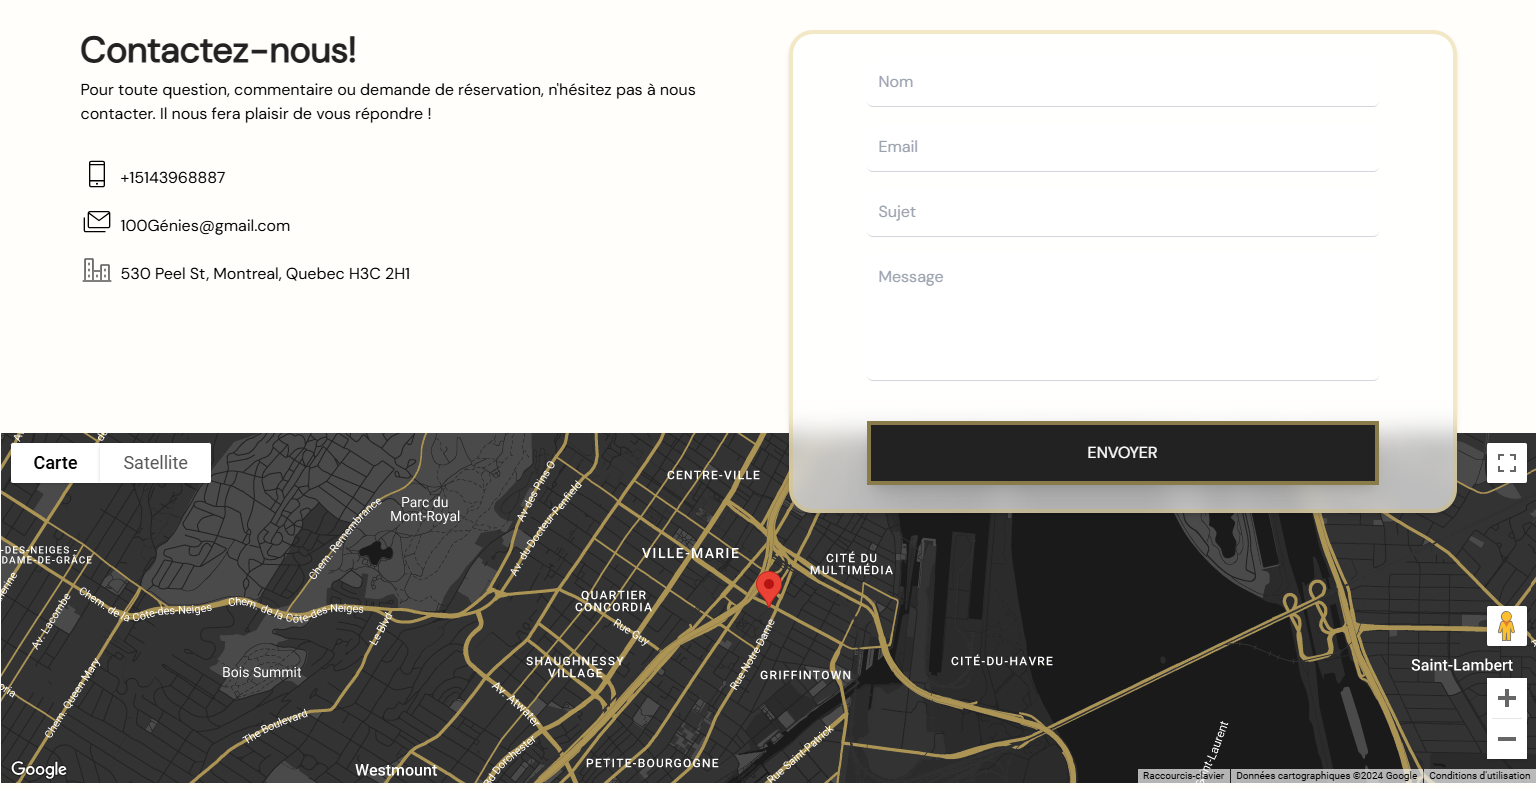 Contactez-nous!
Pour toute question, commentaire ou demande de réservation, n'hésitez pas à nous
contacter. Il nous fera plaisir de vous répondre !
+15143968887
100Génies@gmail.com
530 Peel St, Montreal, Quebec H3C 2H1
Nom
Email
Sujet
Message
ENVOYER
Carte
Satellite
CENTRE-VILLE
Parc du
Mont-Royal
Av des Pins O
Av. du Docteur Penfield
Chem. Remembrance
-DES-NEIGES -
DAME-DE-GRÂCE
VILLE-MARIE
CITÉ DU
MULTIMÉDIA
QUARTIER
CONCORDIA
Chem. de la Côte-des-Neiges
Chem. de la Côte-des-Neiges
Av. Lacombe
Le Blvd
Rue Guy
Rue Notre Dame
SHAUGHNESSY
VILLAGE
GRIFFINTOWN
CITÉ-DU-HAVRE
Saint-Lambert
Bois Summit
Chem. Queen Mary
Av. Atwater
The Boulevard
Rue Saint-Patrick
PETITE-BOURGOGNE
Westmount
Google
Raccourcis-clavier
Données cartographiques ©2024 Google
Conditions d'utilisation